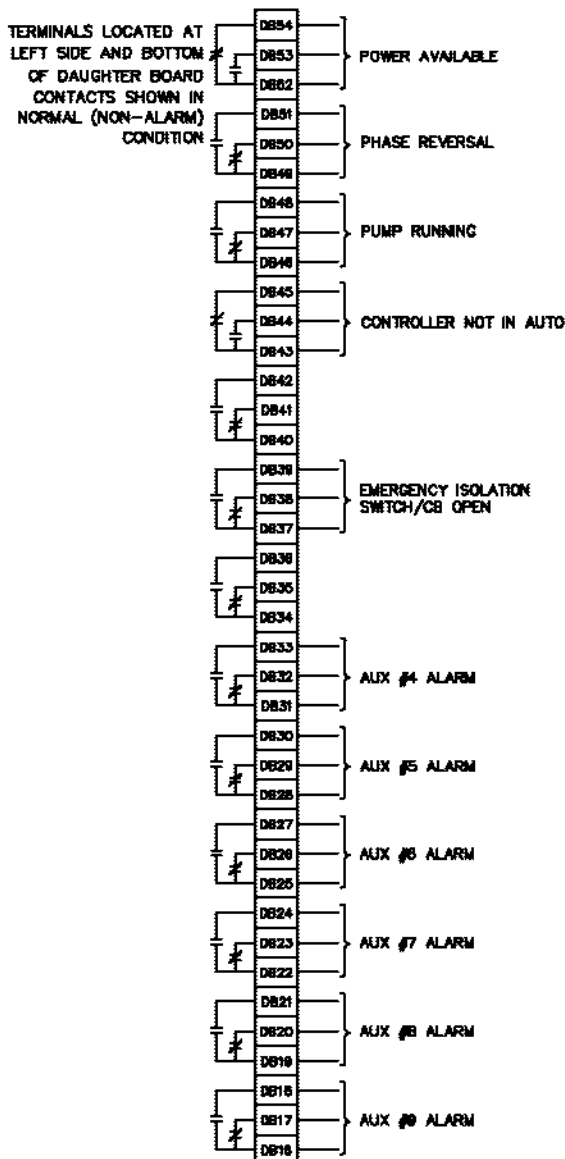 TERMINALS LOCATED AT
LEFT SIDE AND BOTTOM
OF DAUGHTER BOARD
CONTACTS SHOWN IN
NORMAL (NON-ALARM)
CONDITION
DB54
DB53
DB52
POWER AVAILABLE
DB51
DB50
DB49
PHASE REVERSAL
DB48
DB47
DB46
PUMP RUNNING
DB45
DB44
DB43
CONTROLLER NOT IN AUTO
DB42
DB41
DB40
DB39
DB38
DB37
EMERGENCY ISOLATION
SWITCH/CB OPEN
DB36
DB35
DB34
DB33
DB32
DB31
AUX #4 ALARM
DB30
DB29
DB28
AUX #5 ALARM
DB27
DB26
DB25
AUX #6 ALARM
DB24
DB23
DB22
AUX #7 ALARM
DB21
DB20
DB19
AUX #8 ALARM
DB18
DB17
DB16
AUX #9 ALARM